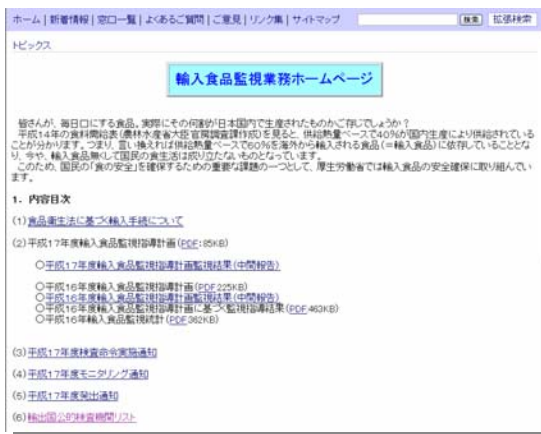 ホーム | 新着情報 | 窓口一覧 | よくあるご質問 | ご意見 | リンク集 | サイトマップ 検索 拡張検索
トピックス
輸入食品監視業務ホームページ
皆さんが、毎日口にする食品。実際にその何割が日本国内で生産されたものかご存じでしょうか?
平成14年の食料需給表(農林水産省大臣官房調査課作成)を見ると、供給熱量ベースで40%が国内生産により供給されている
ことが分かります。つまり、言い換えれば供給熱量ベースで60%を海外から輸入される食品(=輸入食品)に依存していることとな
り、今や、輸入食品無くして国民の食生活は成り立たないものとなっています。
このため、国民の「食の安全」を確保するための重要な課題の一つとして、厚生労働省では輸入食品の安全確保に取り組んでい
ます。
1. 内容目次
(1) 食品衛生法に基づく輸入手続について
(2) 平成17年度輸入食品監視指導計画(PDF:85KB)
○平成17年度輸入食品監視指導計画監視結果(中間報告)
○平成16年度輸入食品監視指導計画(PDF 225KB)
○平成16年度輸入食品監視指導計画監視結果(中間報告)
○平成16年度輸入食品監視指導計画に基づく監視指導結果(PDF 463KB)
○平成16年輸入食品監視統計(PDF 362KB)
(3) 平成17年度検査命令実施通知
(4) 平成17年度モニタリング通知
(5) 平成17年度発出通知
(6) 輸出国公的検査機関リスト